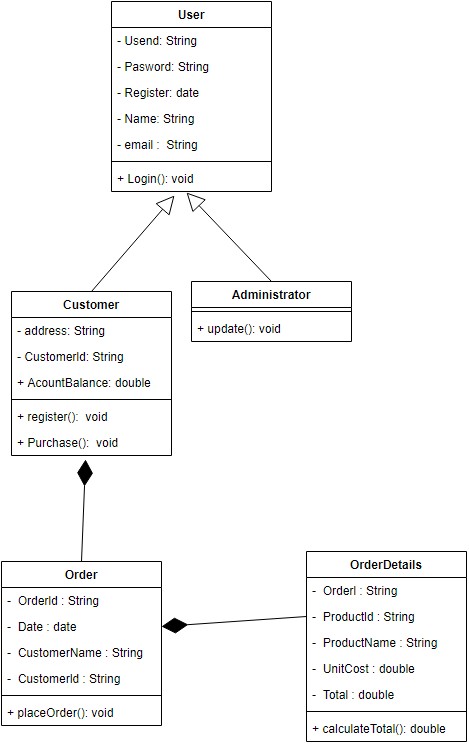 User
- Usend: String
- Pasword: String
- Register: date
- Name: String
- email :  String
+ Login(): void
Customer
- address: String
- CustomerId: String
+ AcountBalance: double
+ register():  void
+ Purchase():  void
Administrator
+ update(): void
Order
-  OrderId : String
-  Date : date
-  CustomerName : String
-  CustomerId : String
+ placeOrder(): void
OrderDetails
-  OrderI : String
-  ProductId : String
-  ProductName : String
-  UnitCost : double
-  Total : double
+ calculateTotal(): double